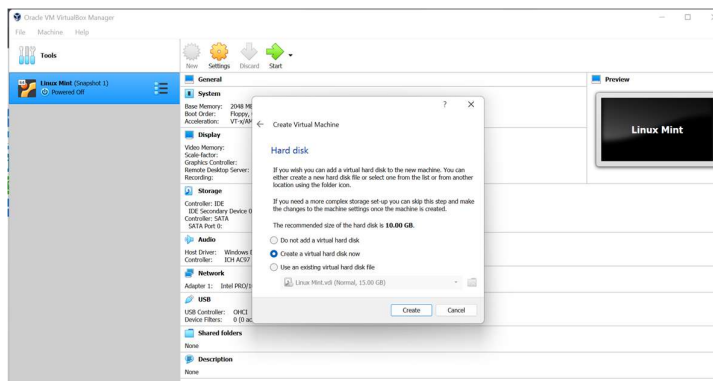 Oracle VM VirtualBox Manager
File Machine Help
Tools
New Settings Discard Start
Linux Mint (Snapshot 1)
Powered Off
General
Preview
System
Base Memory: 2048 MB
Boot Order: Floppy,
Acceleration: VT-x/AM
Linux Mint
Display
Video Memory:
Scale-factor:
Graphics Controller:
Remote Desktop Server:
Recording:
Storage
Controller: IDE
IDE Secondary Device 0
Controller: SATA
SATA Port 0:
Audio
Host Driver: Windows
Controller: ICH AC97
Network
Adapter 1: Intel PRO/1
USB
USB Controller: OHCI
Device Filters: 0 (0 ac
Shared folders
None
Description
None
Create Virtual Machine
Hard disk
If you wish you can add a virtual hard disk to the new machine. You can
either create a new hard disk file or select one from the list or from another
location using the folder icon.
If you need a more complex storage set-up you can skip this step and make
the changes to the machine settings once the machine is created.
The recommended size of the hard disk is 10.00 GB.
Do not add a virtual hard disk
Create a virtual hard disk now
Use an existing virtual hard disk file
Linux Mint.vdi (Normal, 15.00 GB)
Create Cancel